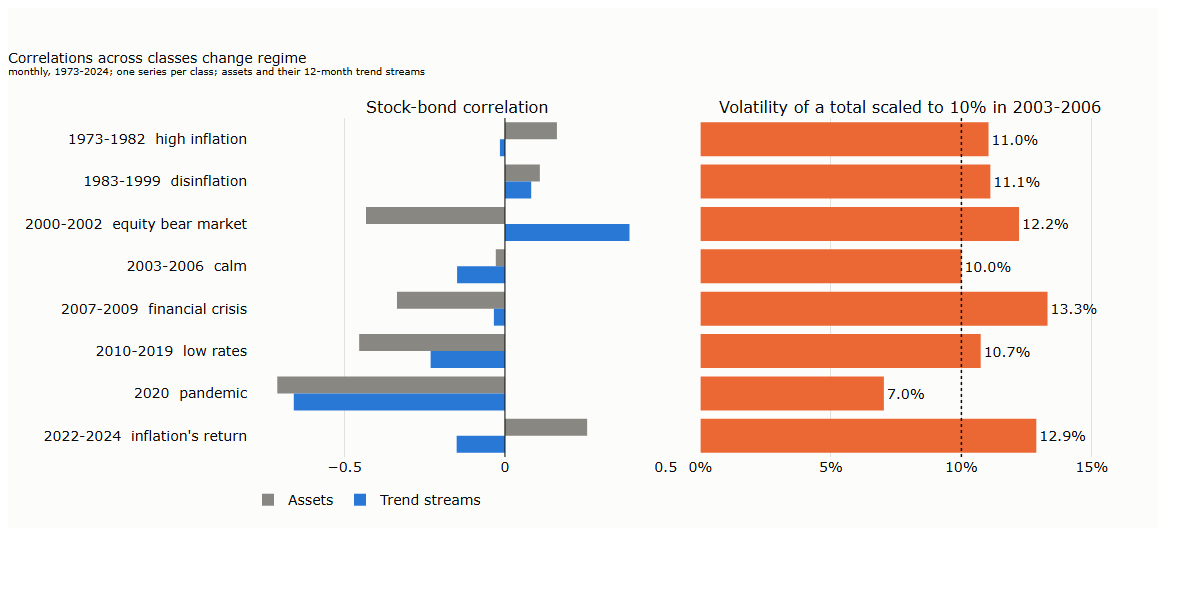 Correlations across classes change regime
monthly, 1973-2024; one series per class; assets and their 12-month trend streams
Stock-bond correlation
Volatility of a total scaled to 10% in 2003-2006
1973-1982  high inflation
11.0%
1983-1999  disinflation
11.1%
2000-2002  equity bear market
12.2%
2003-2006  calm
10.0%
2007-2009  financial crisis
13.3%
2010-2019  low rates
10.7%
2020  pandemic
7.0%
2022-2024  inflation's return
12.9%
−0.5 0 0.5
0% 5% 10% 15%
Assets Trend streams